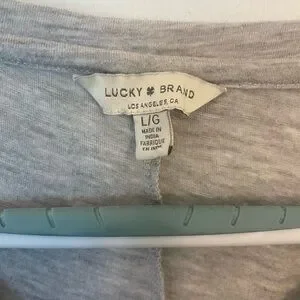 LUCKY BRAND
LOS ANGELES, CA
L/G
MADE IN
INDIA
FABRIQUE